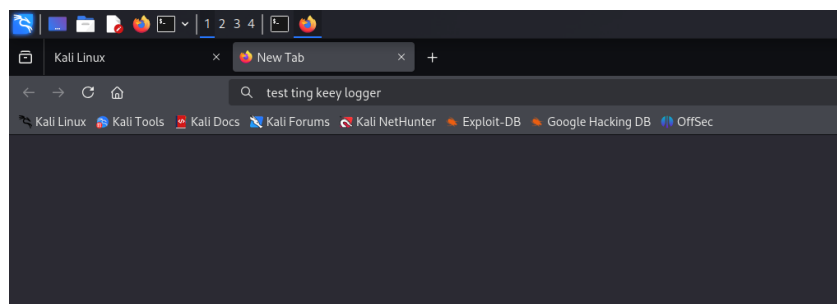 1 2 3 4
Kali Linux × New Tab × +
test ting keey logger
Kali Linux Kali Tools Kali Docs Kali Forums Kali NetHunter Exploit-DB Google Hacking DB OffSec